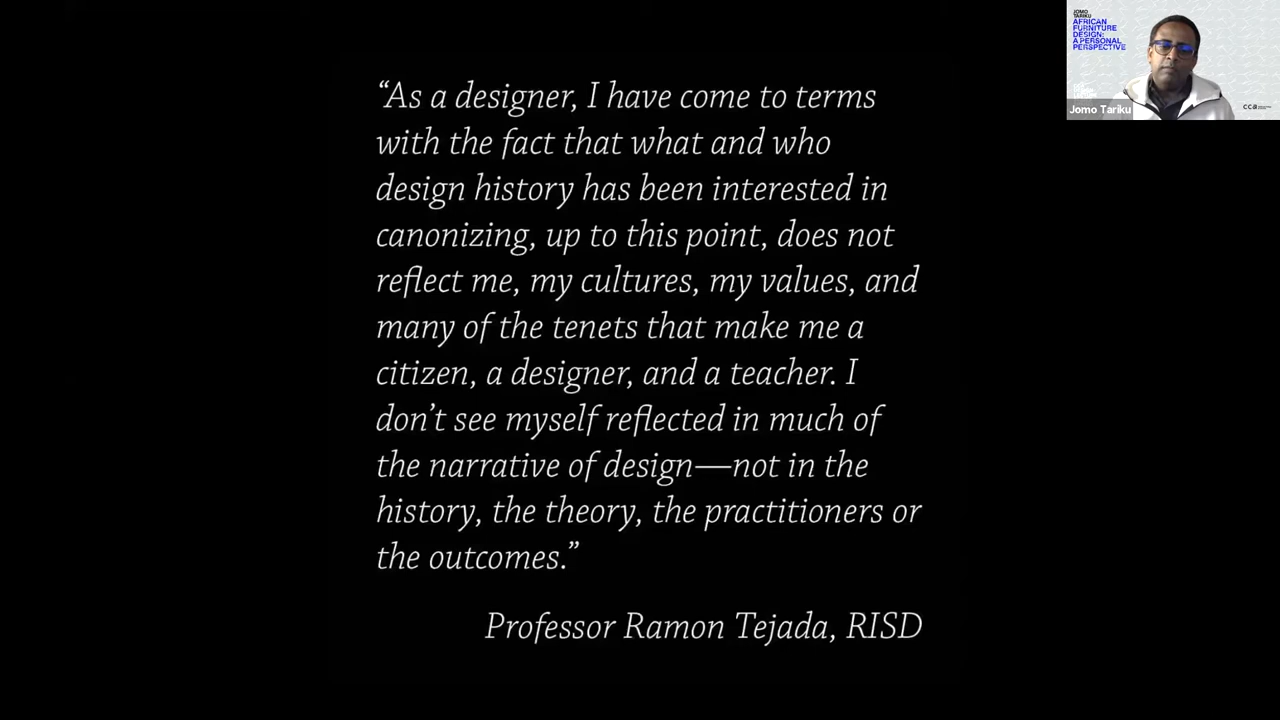 “As a designer, I have come to terms
with the fact that what and who
design history has been interested in
canonizing, up to this point, does not
reflect me, my cultures, my values, and
many of the tenets that make me a
citizen, a designer, and a teacher. I
don’t see myself reflected in much of
the narrative of design—not in the
history, the theory, the practitioners or
the outcomes.”
Professor Ramon Tejada, RISD
JOMO
TARIKU
AFRICAN
FURNITURE
DESIGN:
A PERSONAL
PERSPECTIVE
Jomo Tariku